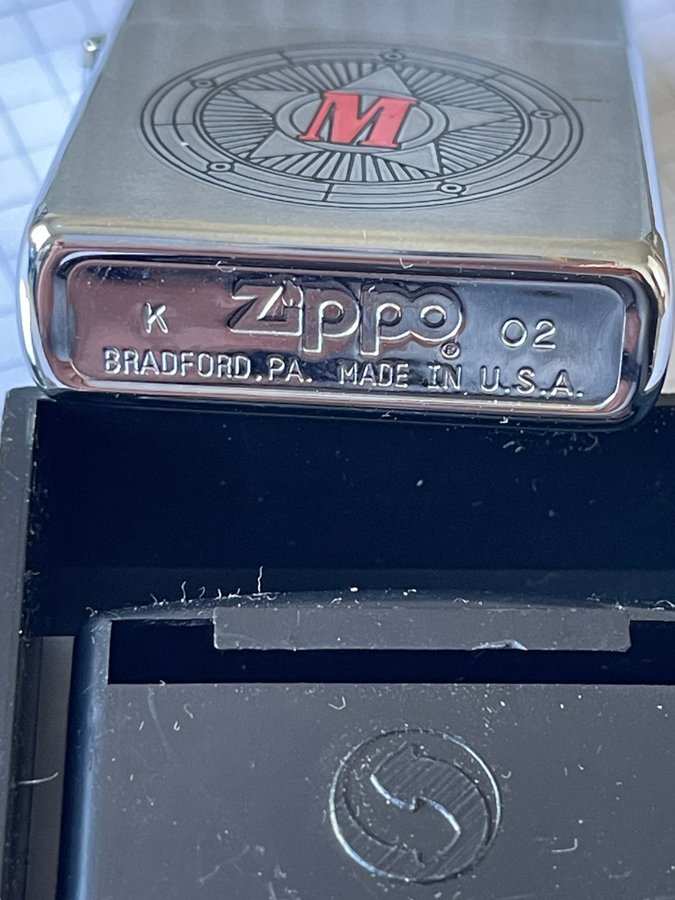 M
K Zippo ® 02
BRADFORD.PA. MADE IN U.S.A.